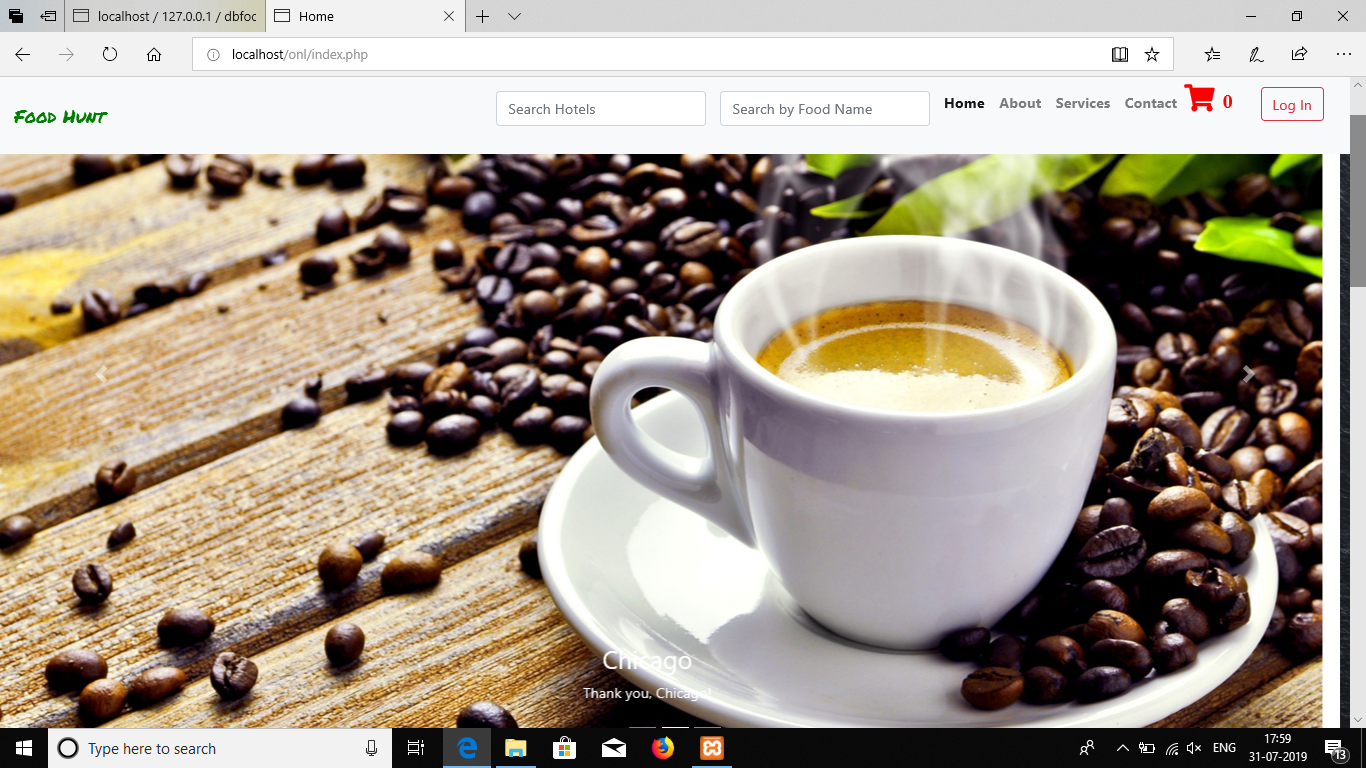 localhost / 127.0.0.1 / dbfoc
Home
localhost/onl/index.php
Food Hunt
Search Hotels
Search by Food Name
Home
About
Services
Contact
0
Log In
Chicago
Thank you, Chicago!
Type here to search
ENG
17:59
31-07-2019
13